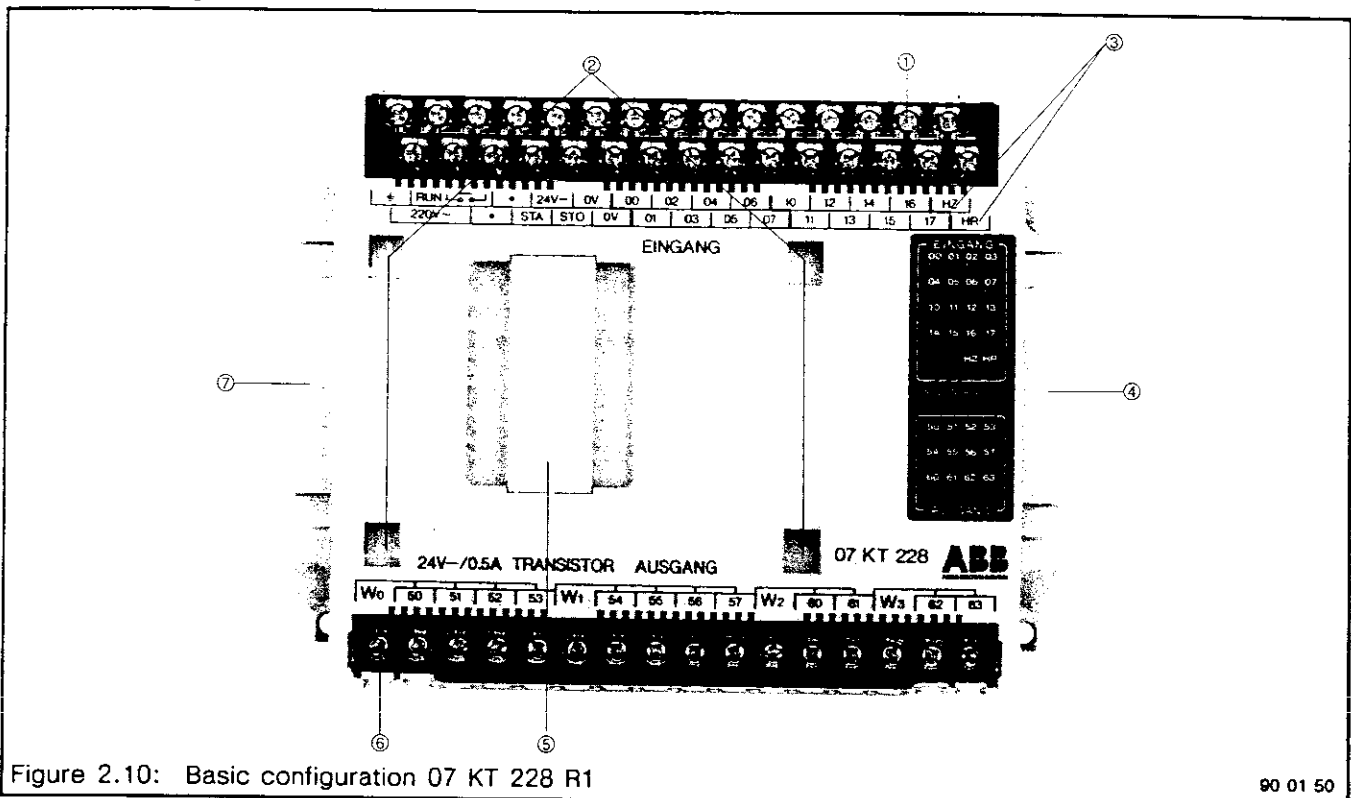 ③
② ①
⏚ RUN • 24V– 0V 00 02 04 06 10 12 14 16 HZ
220V~ • STA STO 0V 01 03 05 07 11 13 15 17 HR
EINGANG
EINGANG
00 01 02 03
04 05 06 07
10 11 12 13
14 15 16 17
HZ HR
⑦ ④
50 51 52 53
54 55 56 57
60 61 62 63
07 KT 228 ABB
24V–/0.5A TRANSISTOR AUSGANG
W0 50 51 52 53 W1 54 55 56 57 W2 60 61 W3 62 63
⑥ ⑤
Figure 2.10: Basic configuration 07 KT 228 R1
90 01 50